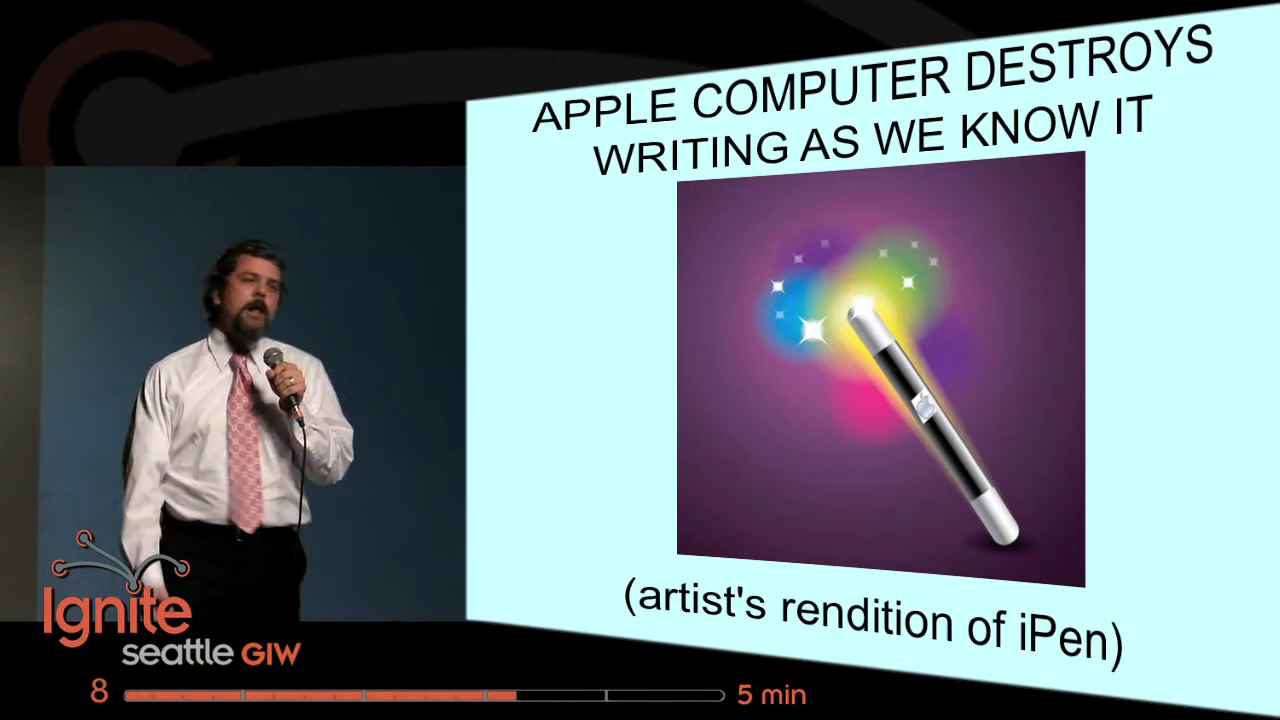 APPLE COMPUTER DESTROYS
WRITING AS WE KNOW IT
(artist's rendition of iPen)
Ignite
seattle GIW
8
5 min